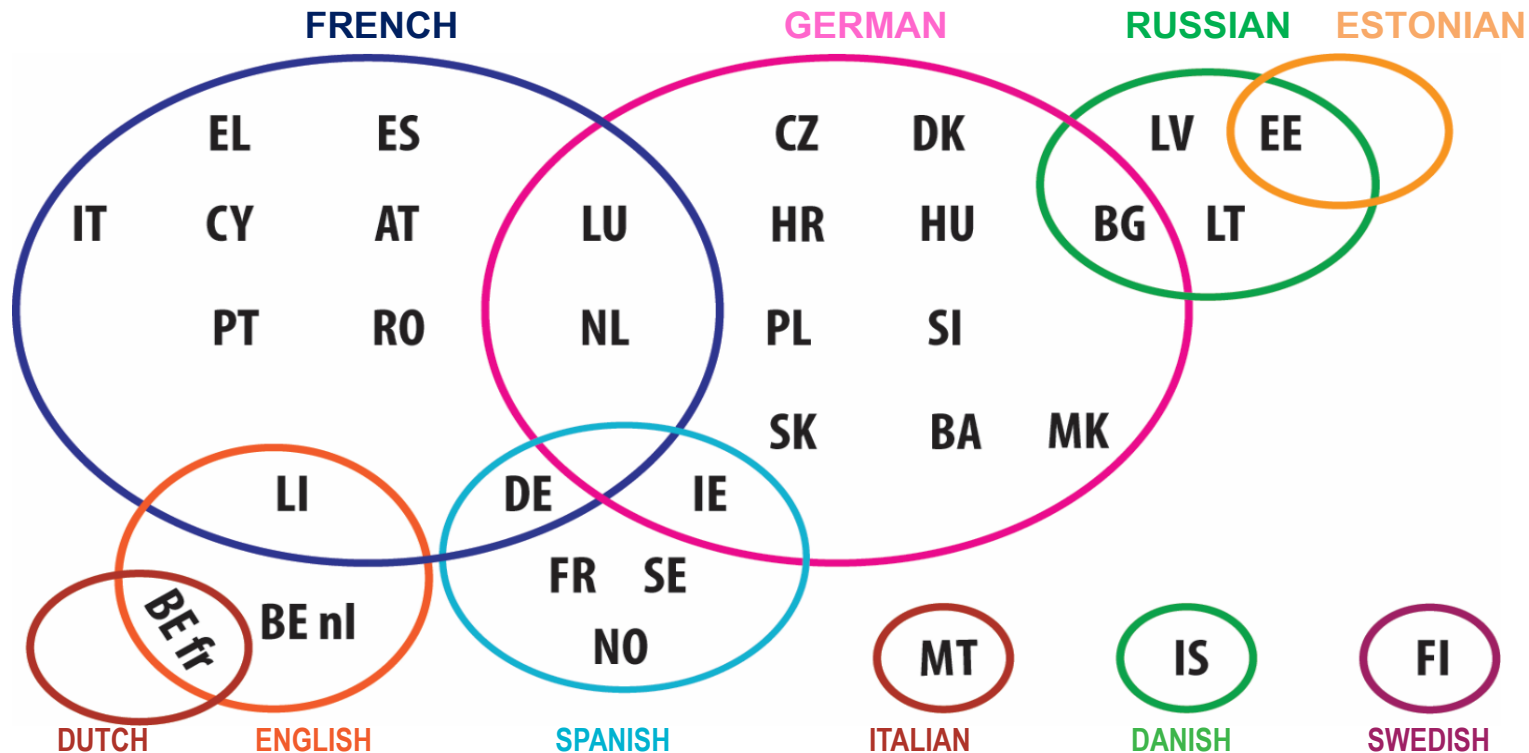 FRENCH GERMAN RUSSIAN ESTONIAN
EL ES CZ DK LV EE
IT CY AT LU HR HU BG LT
PT RO NL PL SI
SK BA MK
LI DE IE
FR SE
BE fr BE nl NO MT IS FI
DUTCH ENGLISH SPANISH ITALIAN DANISH SWEDISH